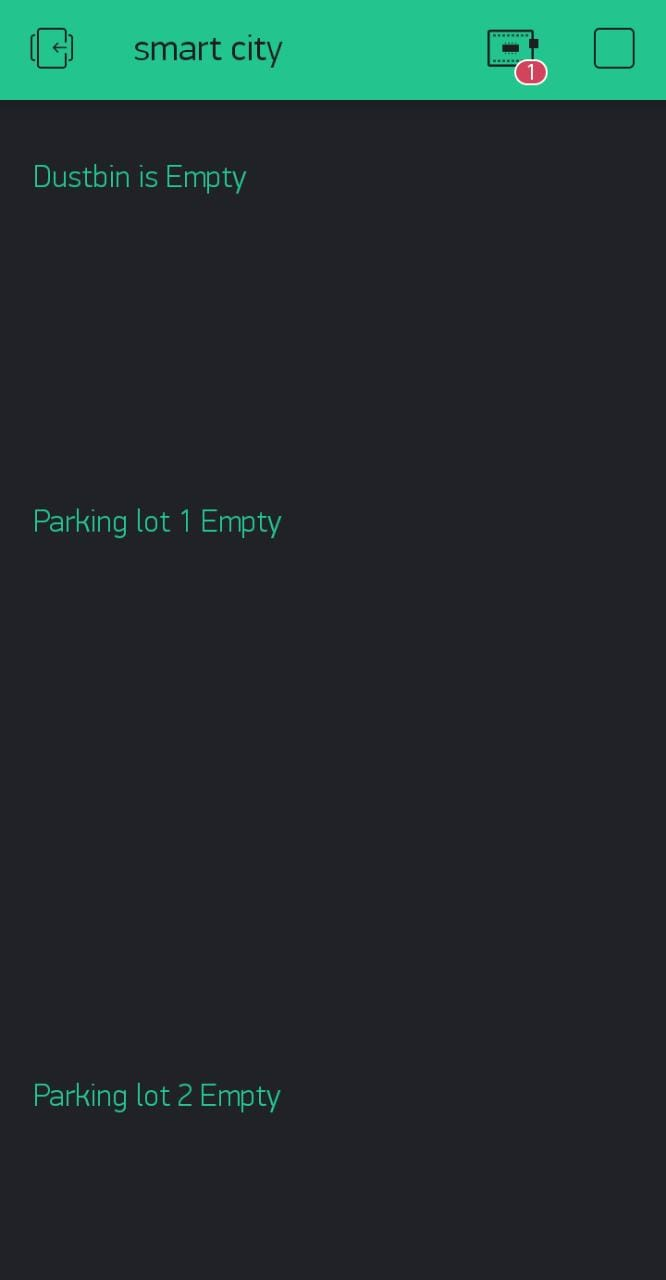 smart city
1
Dustbin is Empty
Parking lot 1 Empty
Parking lot 2 Empty